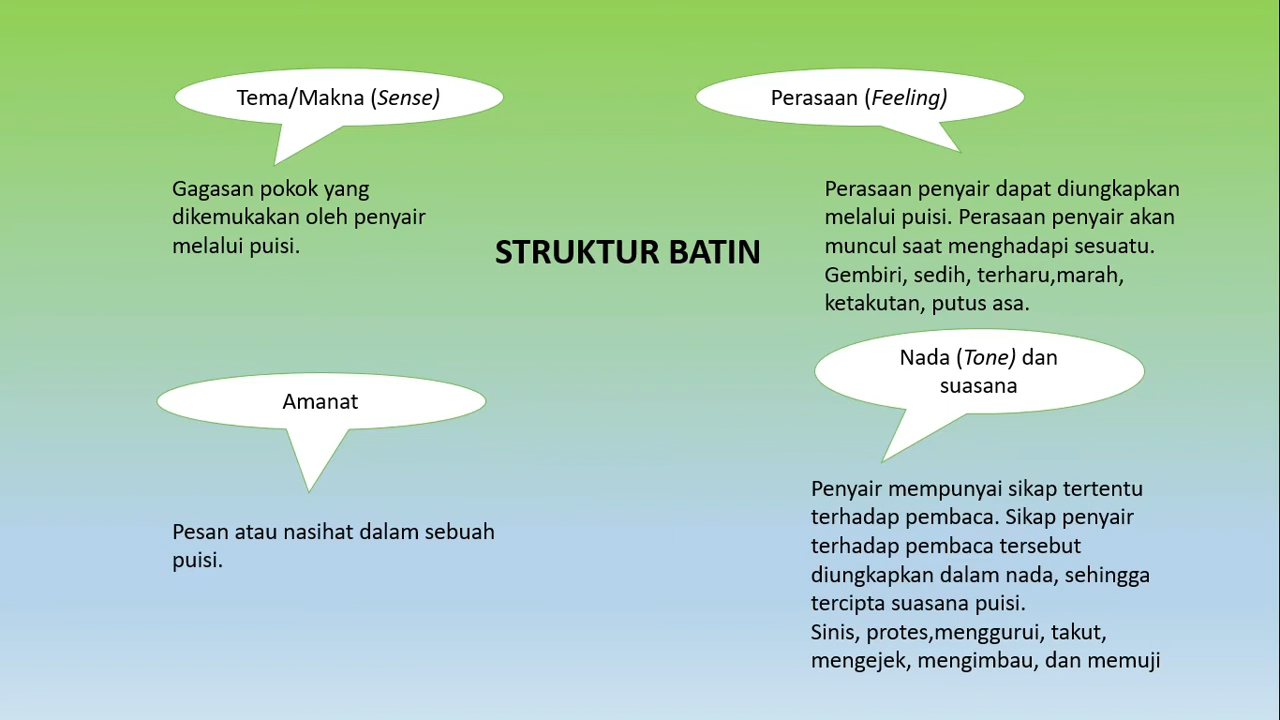 Tema/Makna (Sense)
Gagasan pokok yang
dikemukakan oleh penyair
melalui puisi.
Perasaan (Feeling)
Perasaan penyair dapat diungkapkan
melalui puisi. Perasaan penyair akan
muncul saat menghadapi sesuatu.
Gembiri, sedih, terharu,marah,
ketakutan, putus asa.
STRUKTUR BATIN
Amanat
Pesan atau nasihat dalam sebuah
puisi.
Nada (Tone) dan
suasana
Penyair mempunyai sikap tertentu
terhadap pembaca. Sikap penyair
terhadap pembaca tersebut
diungkapkan dalam nada, sehingga
tercipta suasana puisi.
Sinis, protes,menggurui, takut,
mengejek, mengimbau, dan memuji